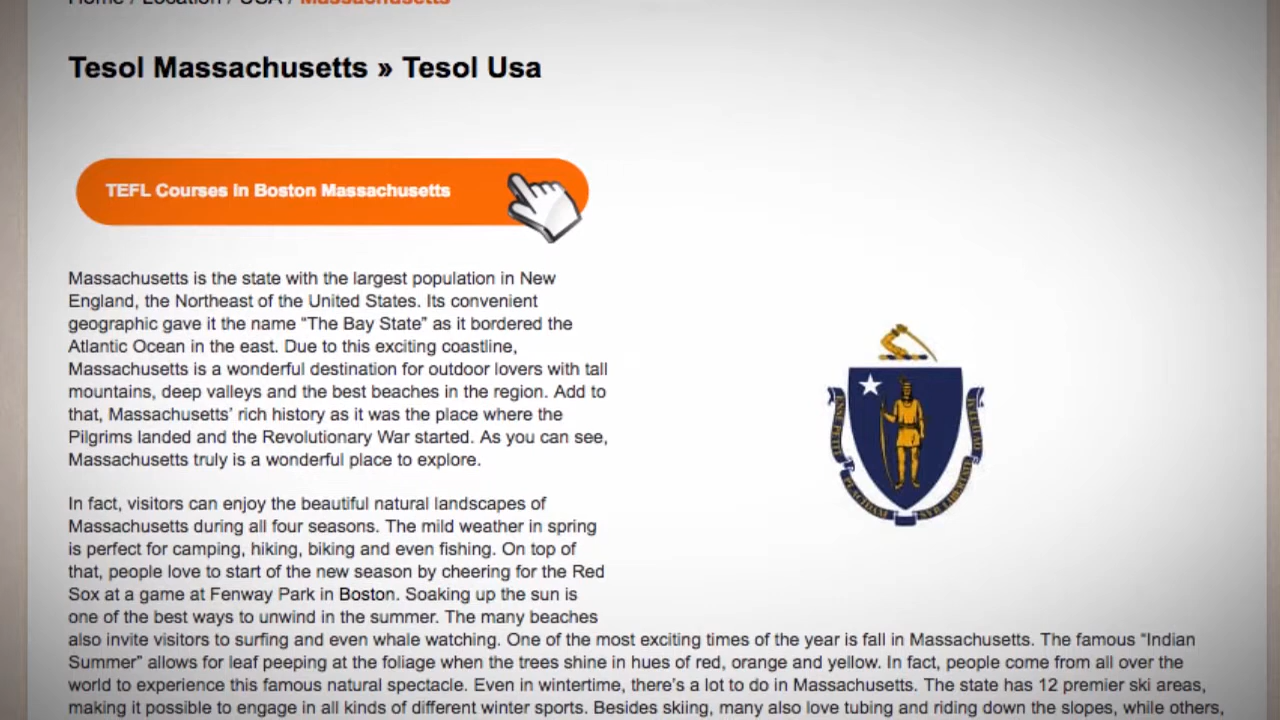 Home / Location / USA / Massachusetts
Tesol Massachusetts » Tesol Usa
TEFL Courses In Boston Massachusetts
Massachusetts is the state with the largest population in New
England, the Northeast of the United States. Its convenient
geographic gave it the name “The Bay State” as it bordered the
Atlantic Ocean in the east. Due to this exciting coastline,
Massachusetts is a wonderful destination for outdoor lovers with tall
mountains, deep valleys and the best beaches in the region. Add to
that, Massachusetts’ rich history as it was the place where the
Pilgrims landed and the Revolutionary War started. As you can see,
Massachusetts truly is a wonderful place to explore.
In fact, visitors can enjoy the beautiful natural landscapes of
Massachusetts during all four seasons. The mild weather in spring
is perfect for camping, hiking, biking and even fishing. On top of
that, people love to start of the new season by cheering for the Red
Sox at a game at Fenway Park in Boston. Soaking up the sun is
one of the best ways to unwind in the summer. The many beaches
also invite visitors to surfing and even whale watching. One of the most exciting times of the year is fall in Massachusetts. The famous “Indian
Summer” allows for leaf peeping at the foliage when the trees shine in hues of red, orange and yellow. In fact, people come from all over the
world to experience this famous natural spectacle. Even in wintertime, there’s a lot to do in Massachusetts. The state has 12 premier ski areas,
making it possible to engage in all kinds of different winter sports. Besides skiing, many also love tubing and riding down the slopes, while others,